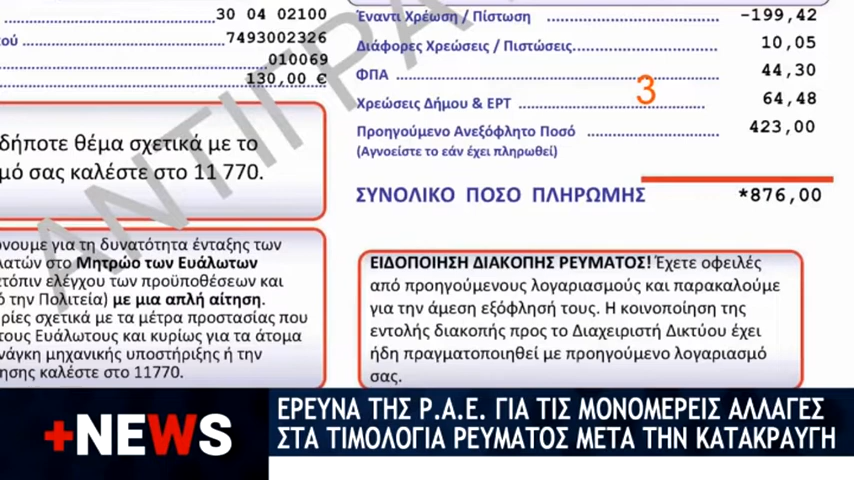 30 04 02100
7493002326
010069
130,00 €
Έναντι Χρέωση / Πίστωση -199,42
Διάφορες Χρεώσεις / Πιστώσεις 10,05
ΦΠΑ 44,30
3
Χρεώσεις Δήμου & ΕΡΤ 64,48
Προηγούμενο Ανεξόφλητο Ποσό 423,00
(Αγνοείστε το εάν έχει πληρωθεί)
ΣΥΝΟΛΙΚΟ ΠΟΣΟ ΠΛΗΡΩΜΗΣ *876,00
δήποτε θέμα σχετικά με το
μό σας καλέστε στο 11 770.
ΑΝΤΙΓΡΑ
ώνουμε για τη δυνατότητα ένταξης των
λατών στο Μητρώο των Ευάλωτων
ατόπιν ελέγχου των προϋποθέσεων και
ό την Πολιτεία) με μια απλή αίτηση.
ρίες σχετικά με τα μέτρα προστασίας που
τους Ευάλωτους και κυρίως για τα άτομα
νάγκη μηχανικής υποστήριξης ή την
ησης καλέστε στο 11770.
ΕΙΔΟΠΟΙΗΣΗ ΔΙΑΚΟΠΗΣ ΡΕΥΜΑΤΟΣ! Έχετε οφειλές
από προηγούμενους λογαριασμούς και παρακαλούμε
για την άμεση εξόφλησή τους. Η κοινοποίηση της
εντολής διακοπής προς το Διαχειριστή Δικτύου έχει
ήδη πραγματοποιηθεί με προηγούμενο λογαριασμό
σας.
+NEWS
ΕΡΕΥΝΑ ΤΗΣ Ρ.Α.Ε. ΓΙΑ ΤΙΣ ΜΟΝΟΜΕΡΕΙΣ ΑΛΛΑΓΕΣ
ΣΤΑ ΤΙΜΟΛΟΓΙΑ ΡΕΥΜΑΤΟΣ ΜΕΤΑ ΤΗΝ ΚΑΤΑΚΡΑΥΓΗ